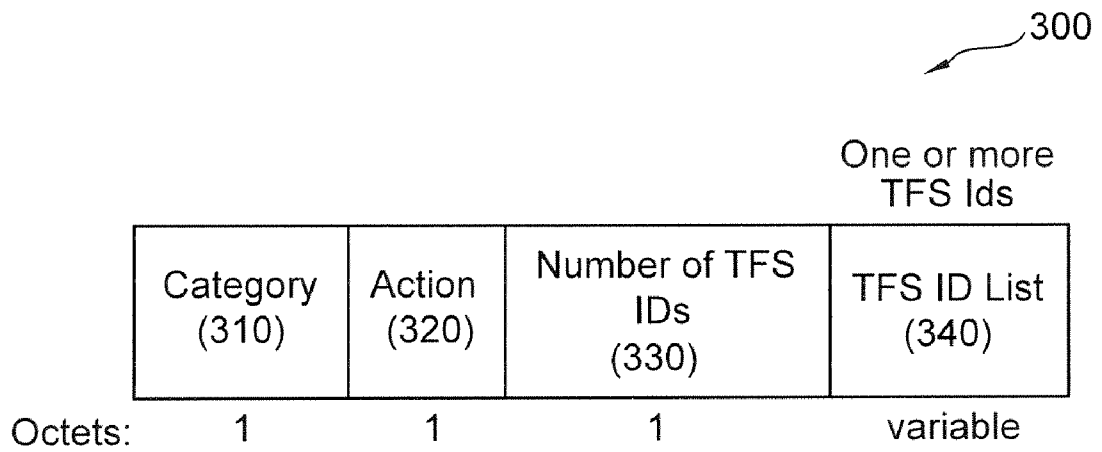 300
One or more
TFS Ids
Category
(310)
Action
(320)
Number of TFS
IDs
(330)
TFS ID List
(340)
Octets: 1 1 1 variable